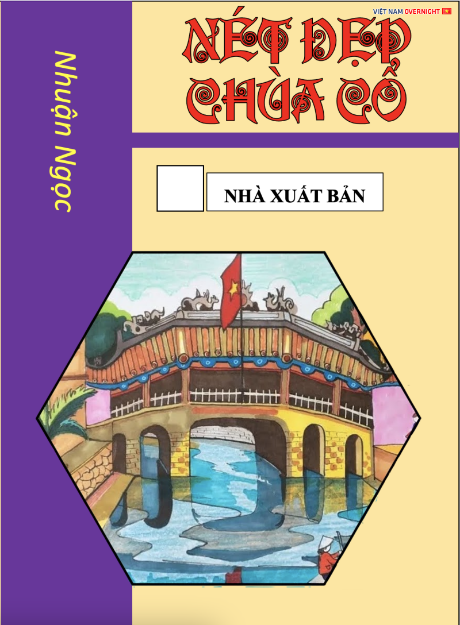 VIỆT NAM OVERNIGHT
NÉT ĐẸP
CHÙA CỔ
Nhuận Ngọc
NHÀ XUẤT BẢN